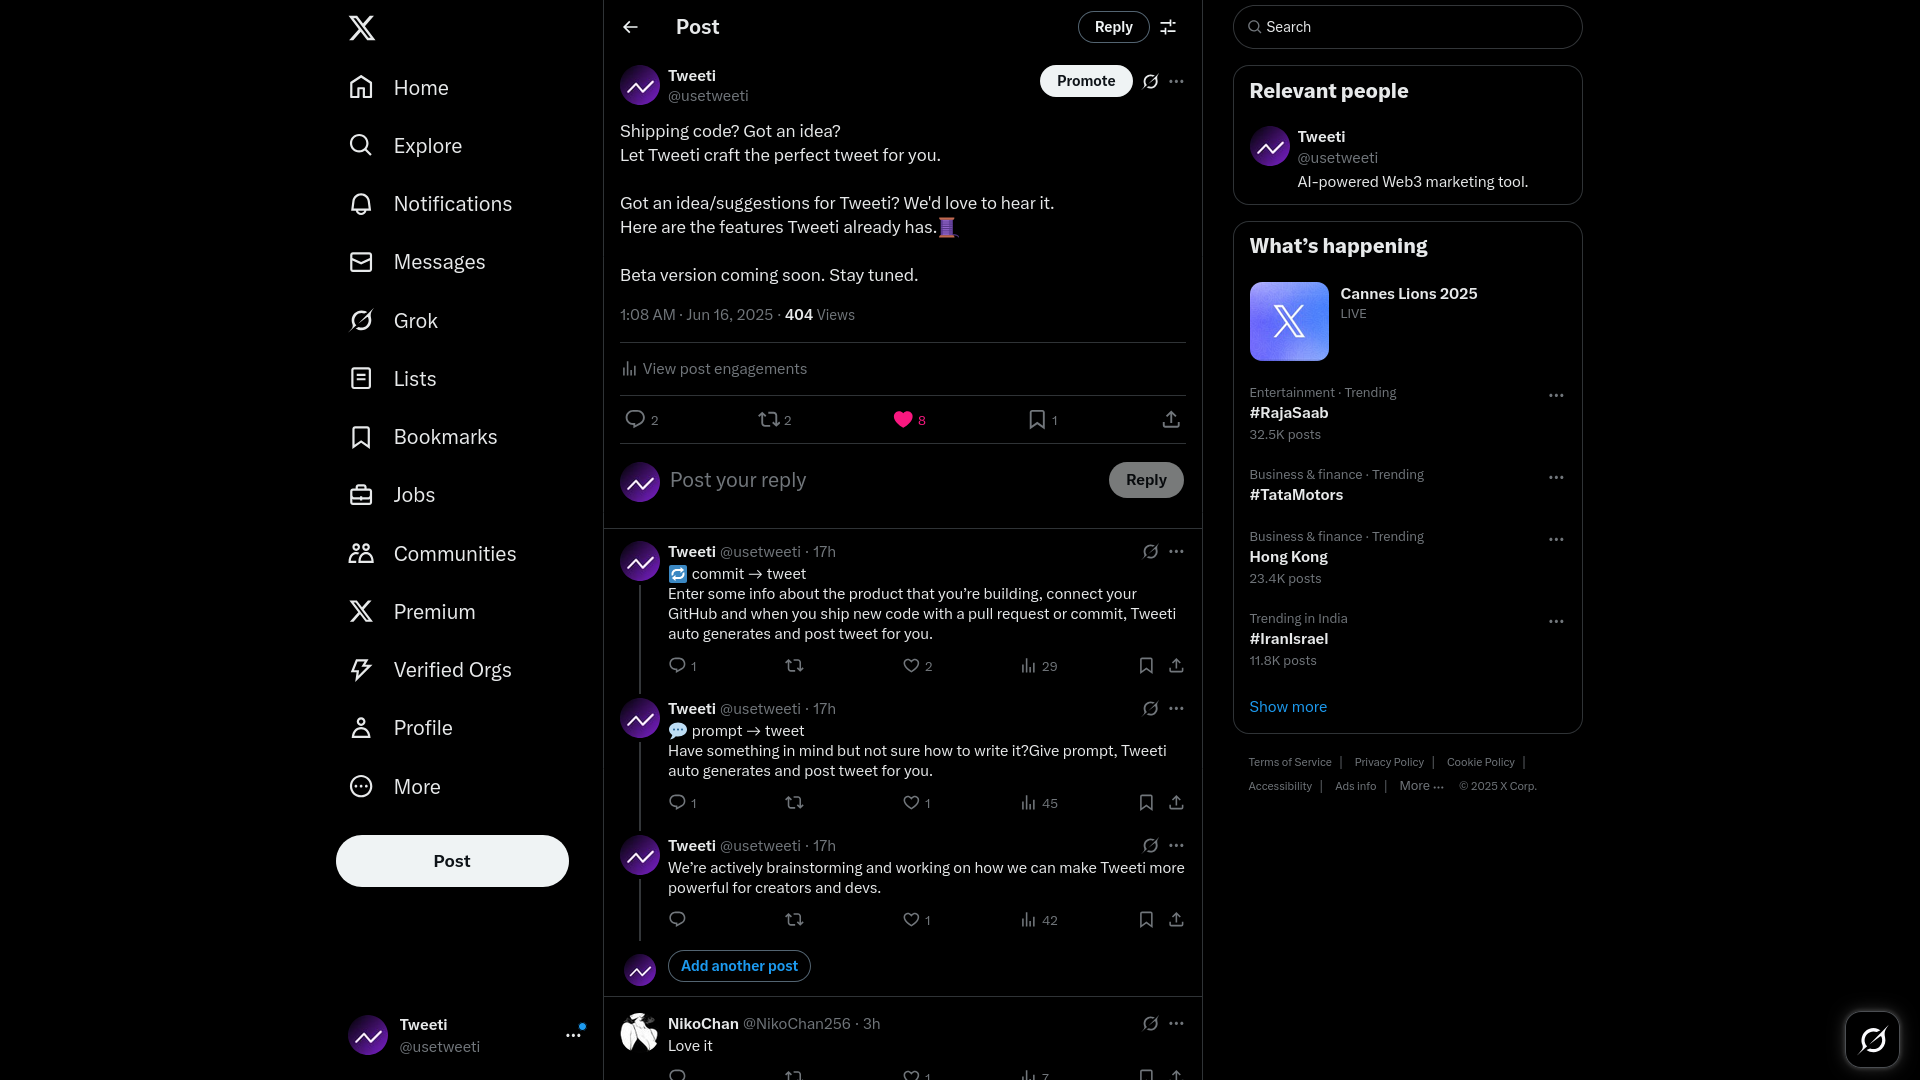 Home
Explore
Notifications
Messages
Grok
Lists
Bookmarks
Jobs
Communities
Premium
Verified Orgs
Profile
More
Post
Tweeti
@usetweeti
Post
Reply
Tweeti
@usetweeti
Promote
Shipping code? Got an idea?
Let Tweeti craft the perfect tweet for you.
Got an idea/suggestions for Tweeti? We'd love to hear it.
Here are the features Tweeti already has.🧵
Beta version coming soon. Stay tuned.
1:08 AM · Jun 16, 2025 · 404 Views
View post engagements
2 2 8 1
Post your reply
Reply
Tweeti @usetweeti · 17h
🔁 commit → tweet
Enter some info about the product that you’re building, connect your
GitHub and when you ship new code with a pull request or commit, Tweeti
auto generates and post tweet for you.
1 2 29
Tweeti @usetweeti · 17h
💬 prompt → tweet
Have something in mind but not sure how to write it?Give prompt, Tweeti
auto generates and post tweet for you.
1 1 45
Tweeti @usetweeti · 17h
We’re actively brainstorming and working on how we can make Tweeti more
powerful for creators and devs.
1 42
Add another post
NikoChan @NikoChan256 · 3h
Love it
1 7
Search
Relevant people
Tweeti
@usetweeti
AI-powered Web3 marketing tool.
What’s happening
Cannes Lions 2025
LIVE
Entertainment · Trending
#RajaSaab
32.5K posts
Business & finance · Trending
#TataMotors
Business & finance · Trending
Hong Kong
23.4K posts
Trending in India
#IranIsrael
11.8K posts
Show more
Terms of Service | Privacy Policy | Cookie Policy |
Accessibility | Ads info | More ··· © 2025 X Corp.